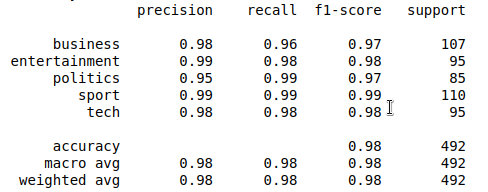 precision recall f1-score support
business 0.98 0.96 0.97 107
entertainment 0.99 0.98 0.98 95
politics 0.95 0.99 0.97 85
sport 0.99 0.99 0.99 110
tech 0.98 0.98 0.98 95
accuracy 0.98 492
macro avg 0.98 0.98 0.98 492
weighted avg 0.98 0.98 0.98 492